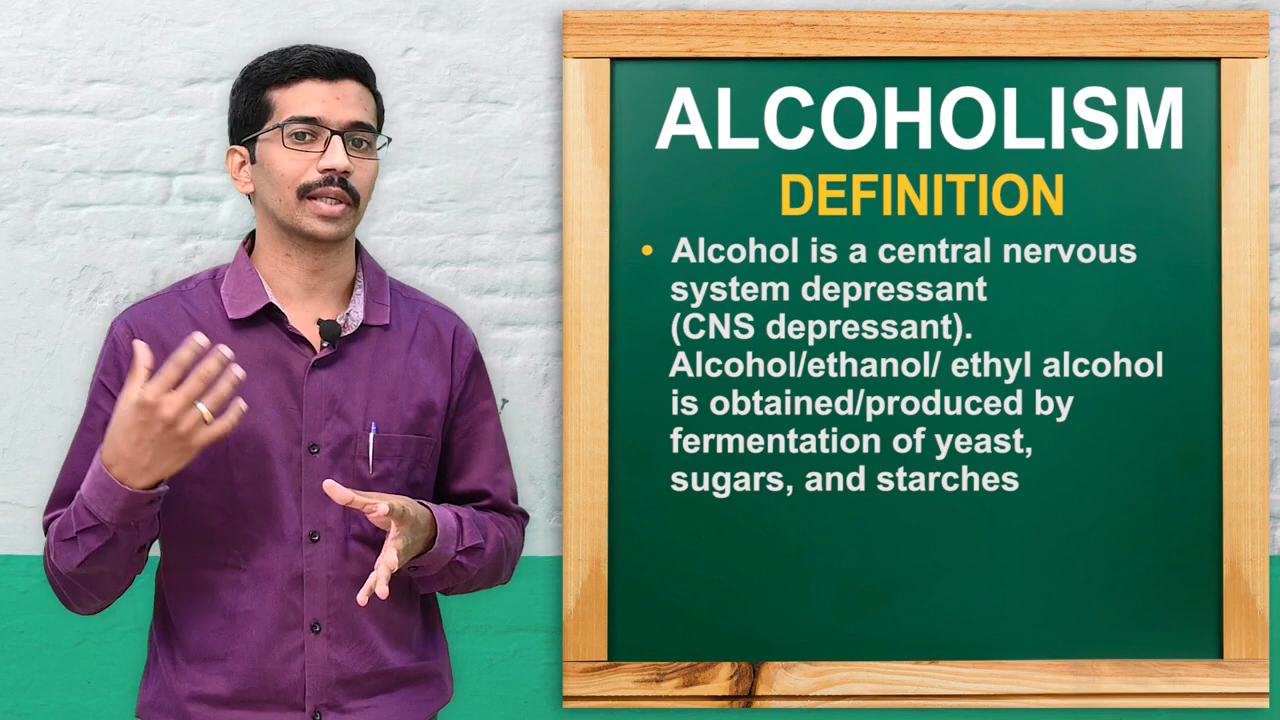 ALCOHOLISM
DEFINITION
• Alcohol is a central nervous
system depressant
(CNS depressant).
Alcohol/ethanol/ ethyl alcohol
is obtained/produced by
fermentation of yeast,
sugars, and starches